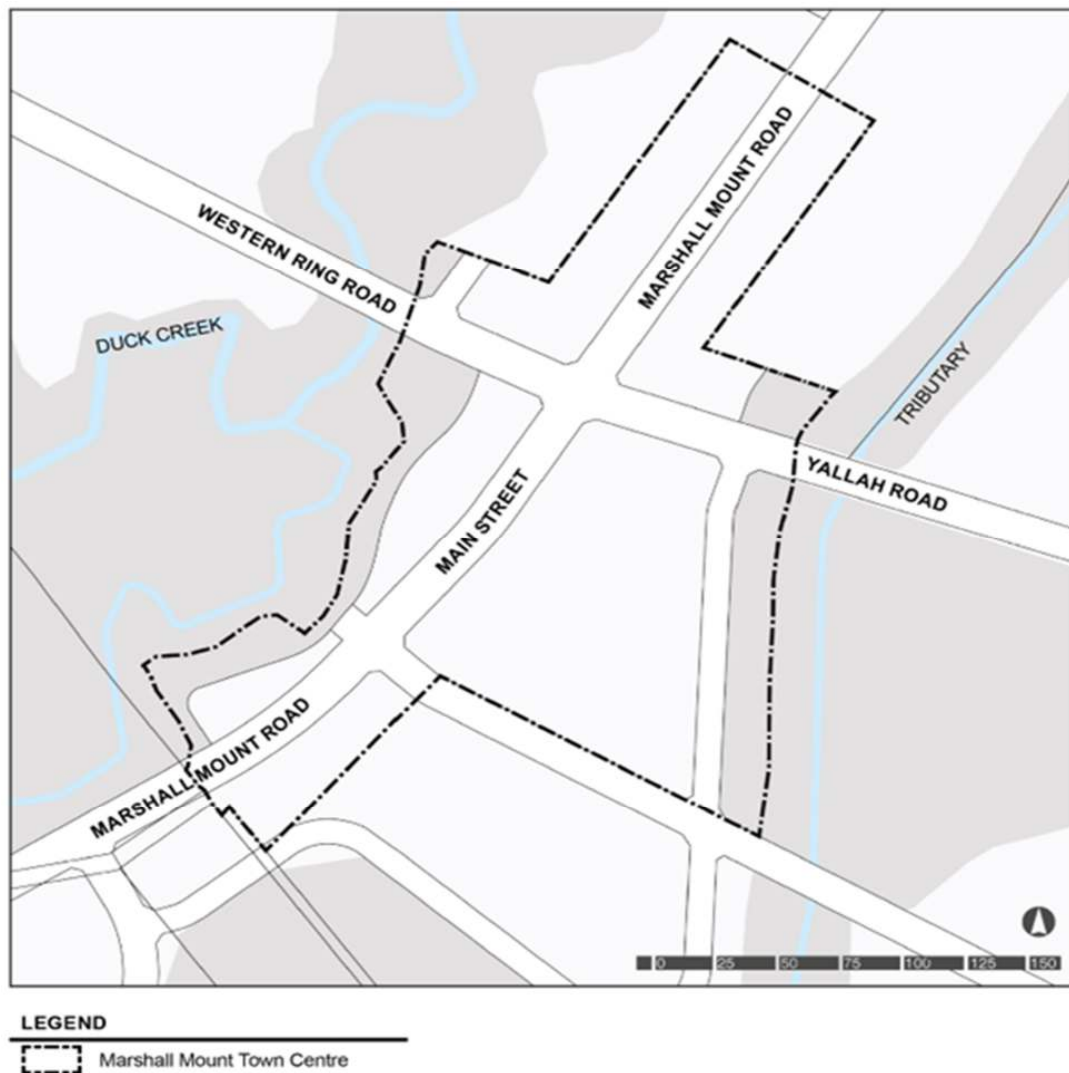 MARSHALL MOUNT ROAD
WESTERN RING ROAD
DUCK CREEK
TRIBUTARY
YALLAH ROAD
MAIN STREET
MARSHALL MOUNT ROAD
0 25 50 75 100 125 150
LEGEND
Marshall Mount Town Centre